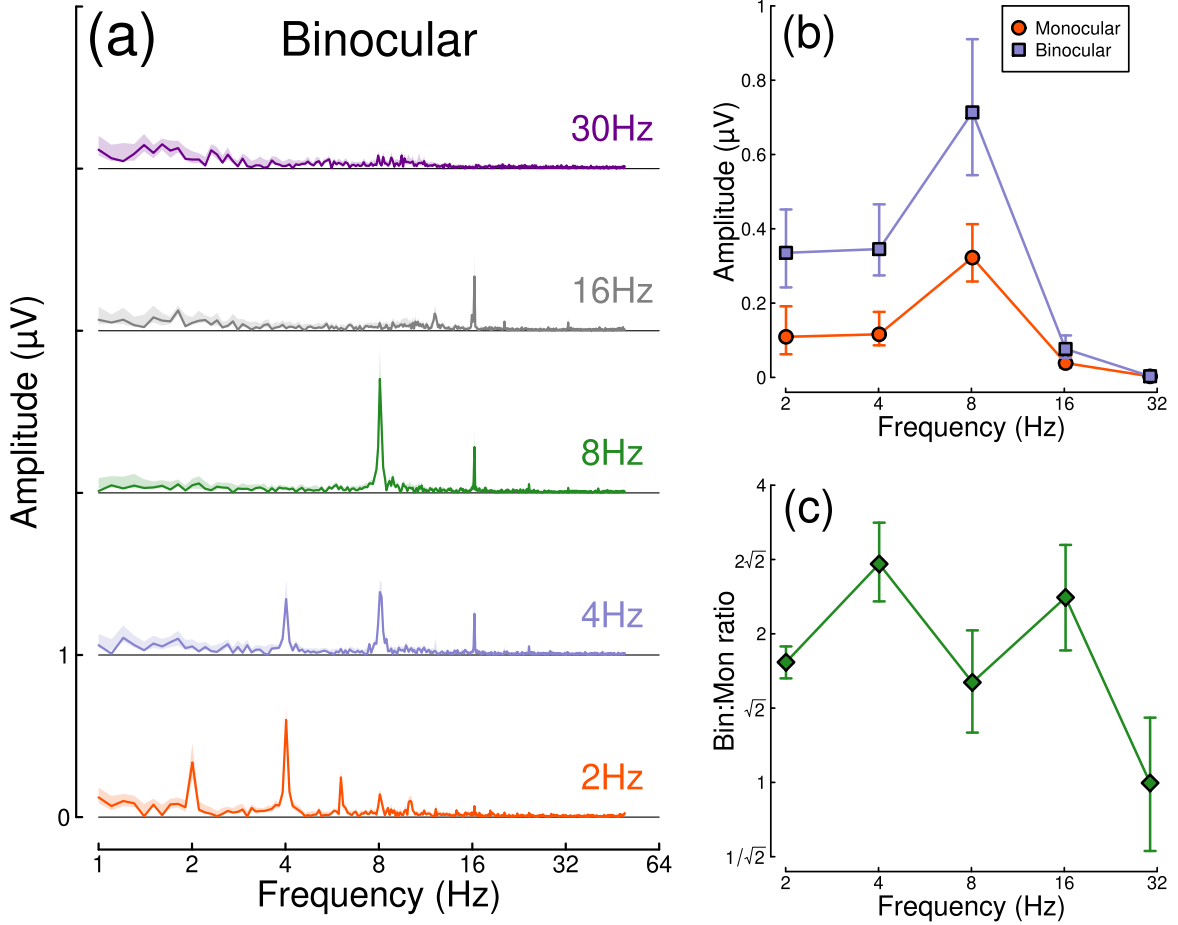 (a)
Binocular
30Hz
16Hz
8Hz
4Hz
2Hz
Amplitude (µV)
1
0
1 2 4 8 16 32 64
Frequency (Hz)
(b)
Monocular
Binocular
Amplitude (µV)
1
0.8
0.6
0.4
0.2
0
2 4 8 16 32
Frequency (Hz)
(c)
Bin:Mon ratio
4
2√2
2
√2
1
1/√2
2 4 8 16 32
Frequency (Hz)